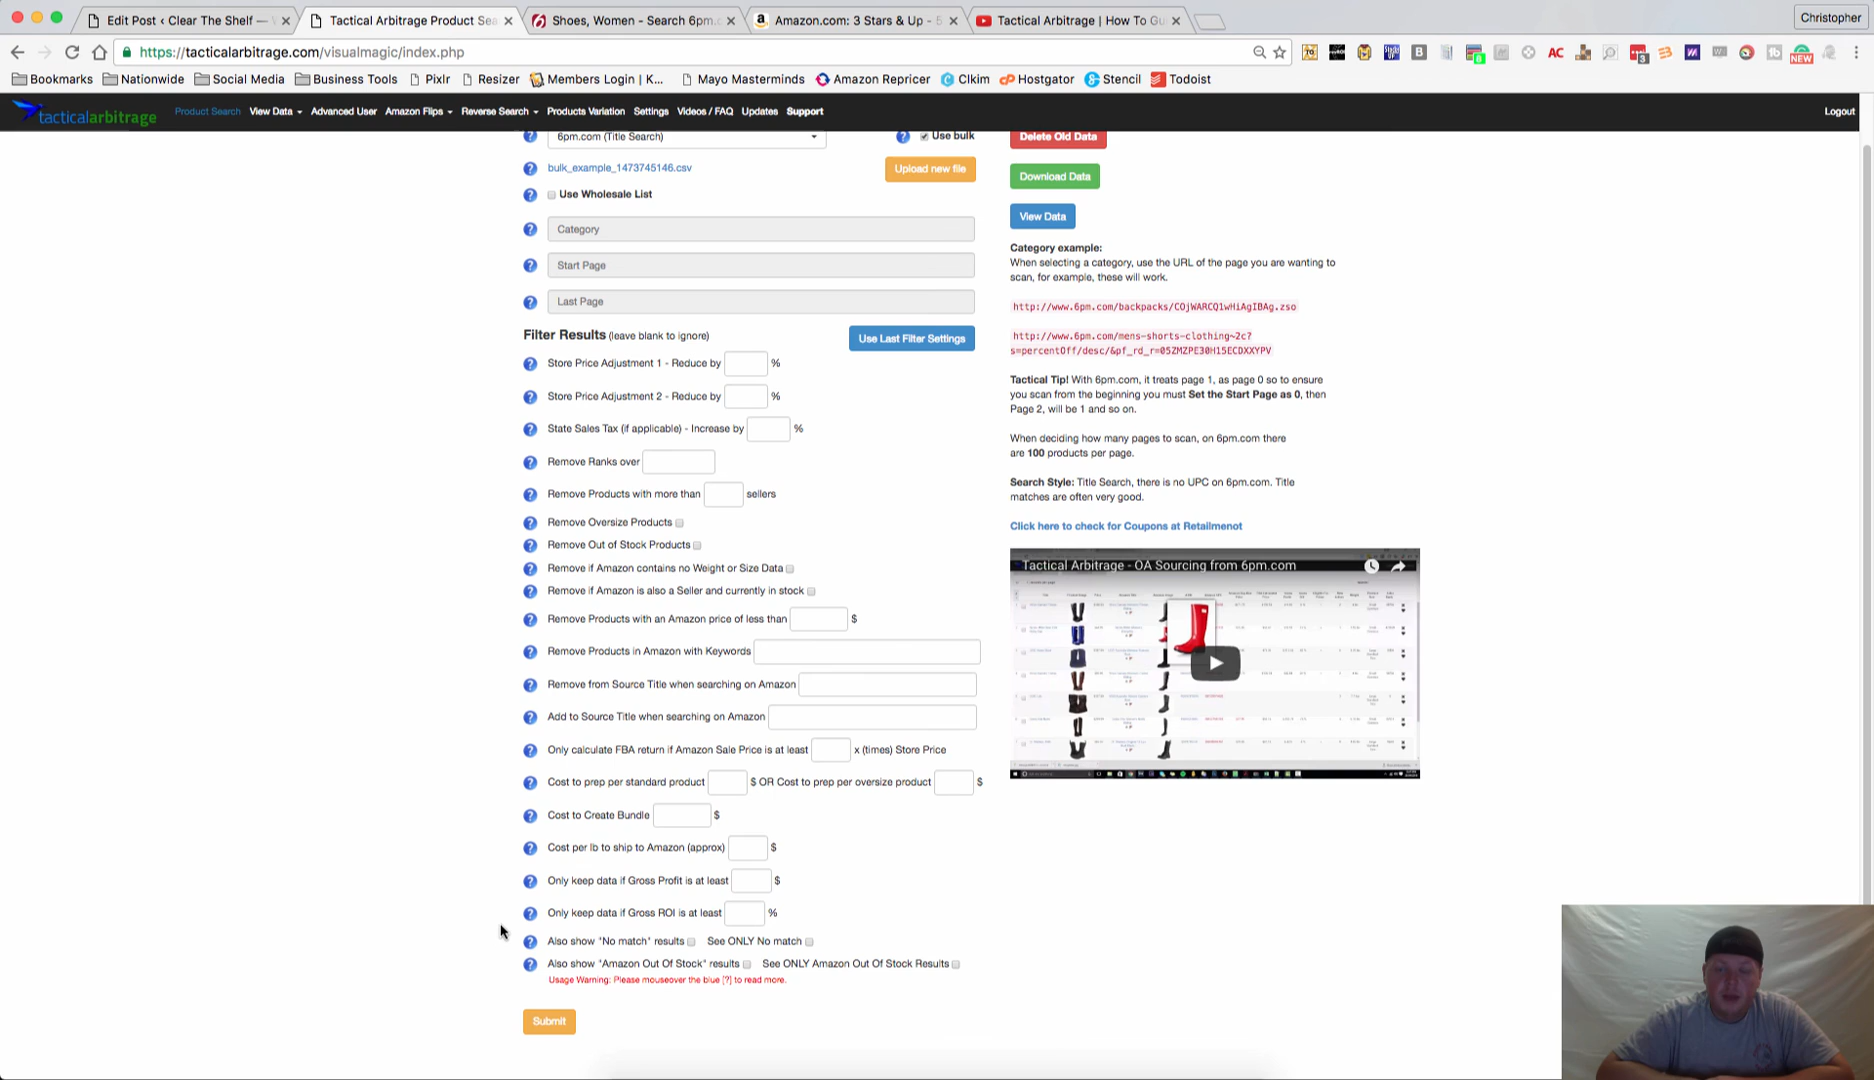 Edit Post ‹ Clear The Shelf —
Tactical Arbitrage Product Sea
Shoes, Women - Search 6pm.c
Amazon.com: 3 Stars & Up - 5
Tactical Arbitrage | How To Gu
Christopher
https://tacticalarbitrage.com/visualmagic/index.php
Bookmarks
Nationwide
Social Media
Business Tools
Pixlr
Resizer
Members Login | K...
Mayo Masterminds
Amazon Repricer
Clkim
Hostgator
Stencil
Todoist
tacticalarbitrage
Product Search
View Data
Advanced User
Amazon Flips
Reverse Search
Products Variation
Settings
Videos / FAQ
Updates
Support
Logout
6pm.com (Title Search)
Use bulk
bulk_example_1473745146.csv
Upload new file
Use Wholesale List
Category
Start Page
Last Page
Filter Results (leave blank to ignore)
Use Last Filter Settings
Store Price Adjustment 1 - Reduce by %
Store Price Adjustment 2 - Reduce by %
State Sales Tax (if applicable) - Increase by %
Remove Ranks over
Remove Products with more than sellers
Remove Oversize Products
Remove Out of Stock Products
Remove if Amazon contains no Weight or Size Data
Remove if Amazon is also a Seller and currently in stock
Remove Products with an Amazon price of less than $
Remove Products in Amazon with Keywords
Remove from Source Title when searching on Amazon
Add to Source Title when searching on Amazon
Only calculate FBA return if Amazon Sale Price is at least x (times) Store Price
Cost to prep per standard product $ OR Cost to prep per oversize product $
Cost to Create Bundle $
Cost per lb to ship to Amazon (approx) $
Only keep data if Gross Profit is at least $
Only keep data if Gross ROI is at least %
Also show "No match" results See ONLY No match
Also show "Amazon Out Of Stock" results See ONLY Amazon Out Of Stock Results
Usage Warning: Please mouseover the blue [?] to read more.
Submit
Delete Old Data
Download Data
View Data
Category example:
When selecting a category, use the URL of the page you are wanting to
scan, for example, these will work.
http://www.6pm.com/backpacks/COjWARCQ1wHiAgIBAg.zso
http://www.6pm.com/mens-shorts-clothing~2c?
s=percentOff/desc/&pf_rd_r=05ZMZPE30H15ECDXXYPV
Tactical Tip! With 6pm.com, it treats page 1, as page 0 so to ensure
you scan from the beginning you must Set the Start Page as 0, then
Page 2, will be 1 and so on.
When deciding how many pages to scan, on 6pm.com there
are 100 products per page.
Search Style: Title Search, there is no UPC on 6pm.com. Title
matches are often very good.
Click here to check for Coupons at Retailmenot
Tactical Arbitrage - OA Sourcing from 6pm.com